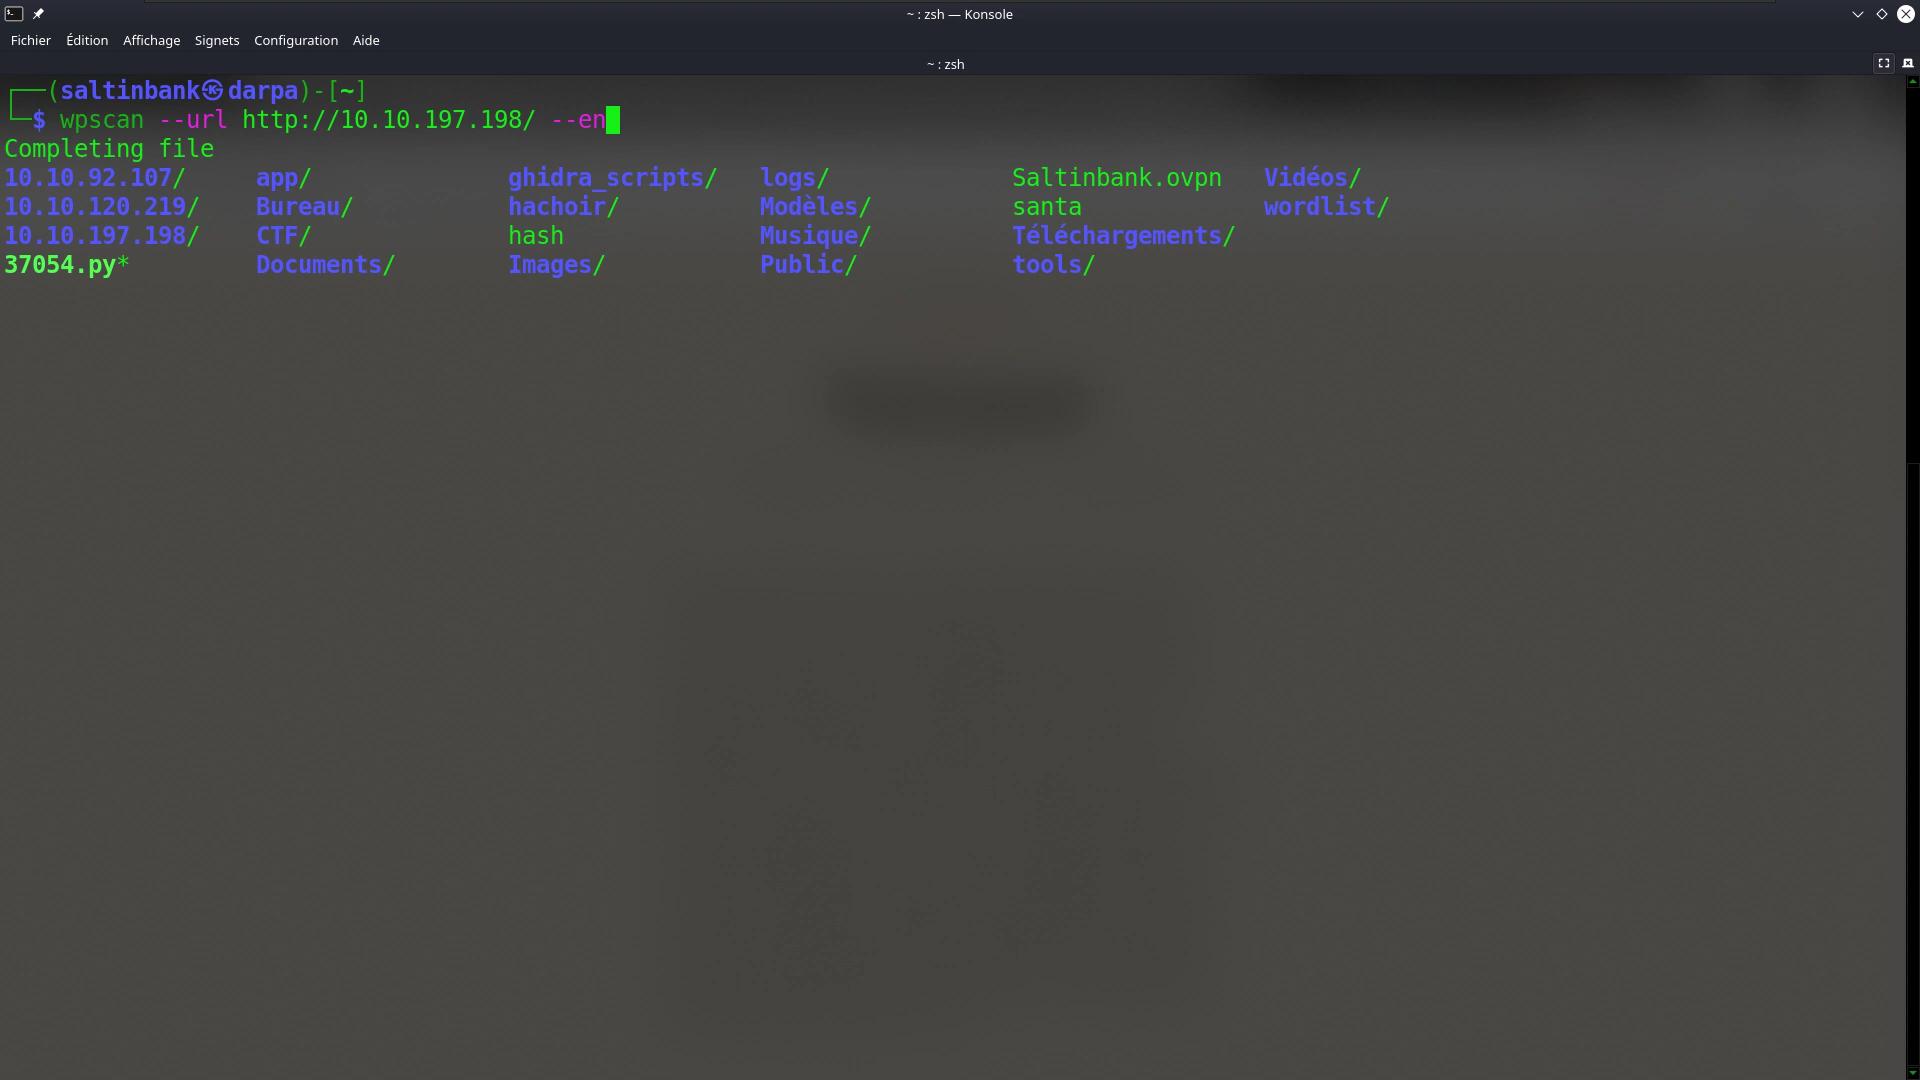 ~ : zsh — Konsole
Fichier Édition Affichage Signets Configuration Aide
~ : zsh
┌──(saltinbank㉿darpa)-[~]
└─$ wpscan --url http://10.10.197.198/ --en
Completing file
10.10.92.107/ app/ ghidra_scripts/ logs/ Saltinbank.ovpn Vidéos/
10.10.120.219/ Bureau/ hachoir/ Modèles/ santa wordlist/
10.10.197.198/ CTF/ hash Musique/ Téléchargements/
37054.py* Documents/ Images/ Public/ tools/